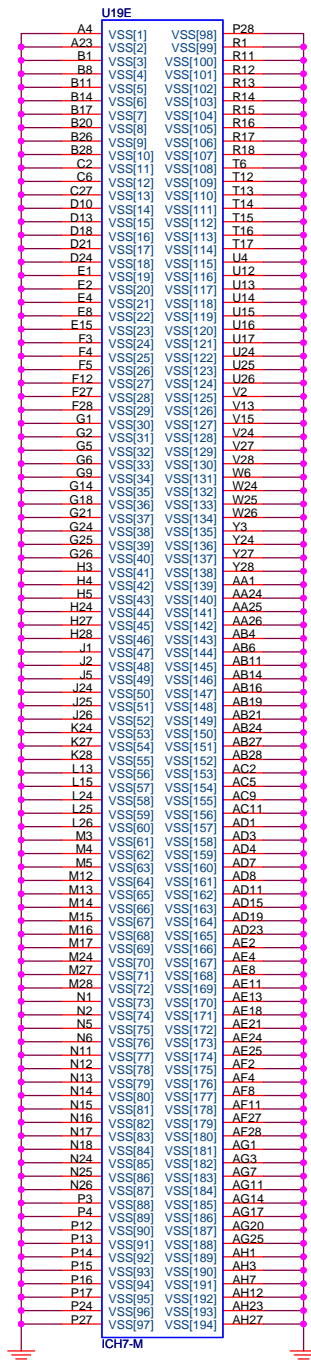 U19E
A4 VSS[1] VSS[98] P28
A23 VSS[2] VSS[99] R1
B1 VSS[3] VSS[100] R11
B8 VSS[4] VSS[101] R12
B11 VSS[5] VSS[102] R13
B14 VSS[6] VSS[103] R14
B17 VSS[7] VSS[104] R15
B20 VSS[8] VSS[105] R16
B26 VSS[9] VSS[106] R17
B28 VSS[10] VSS[107] R18
C2 VSS[11] VSS[108] T6
C6 VSS[12] VSS[109] T12
C27 VSS[13] VSS[110] T13
D10 VSS[14] VSS[111] T14
D13 VSS[15] VSS[112] T15
D18 VSS[16] VSS[113] T16
D21 VSS[17] VSS[114] T17
D24 VSS[18] VSS[115] U4
E1 VSS[19] VSS[116] U12
E2 VSS[20] VSS[117] U13
E4 VSS[21] VSS[118] U14
E8 VSS[22] VSS[119] U15
E15 VSS[23] VSS[120] U16
F3 VSS[24] VSS[121] U17
F4 VSS[25] VSS[122] U24
F5 VSS[26] VSS[123] U25
F12 VSS[27] VSS[124] U26
F27 VSS[28] VSS[125] V2
F28 VSS[29] VSS[126] V13
G1 VSS[30] VSS[127] V15
G2 VSS[31] VSS[128] V24
G5 VSS[32] VSS[129] V27
G6 VSS[33] VSS[130] V28
G9 VSS[34] VSS[131] W6
G14 VSS[35] VSS[132] W24
G18 VSS[36] VSS[133] W25
G21 VSS[37] VSS[134] W26
G24 VSS[38] VSS[135] Y3
G25 VSS[39] VSS[136] Y24
G26 VSS[40] VSS[137] Y27
H3 VSS[41] VSS[138] Y28
H4 VSS[42] VSS[139] AA1
H5 VSS[43] VSS[140] AA24
H24 VSS[44] VSS[141] AA25
H27 VSS[45] VSS[142] AA26
H28 VSS[46] VSS[143] AB4
J1 VSS[47] VSS[144] AB6
J2 VSS[48] VSS[145] AB11
J5 VSS[49] VSS[146] AB14
J24 VSS[50] VSS[147] AB16
J25 VSS[51] VSS[148] AB19
J26 VSS[52] VSS[149] AB21
K24 VSS[53] VSS[150] AB24
K27 VSS[54] VSS[151] AB27
K28 VSS[55] VSS[152] AB28
L13 VSS[56] VSS[153] AC2
L15 VSS[57] VSS[154] AC5
L24 VSS[58] VSS[155] AC9
L25 VSS[59] VSS[156] AC11
L26 VSS[60] VSS[157] AD1
M3 VSS[61] VSS[158] AD3
M4 VSS[62] VSS[159] AD4
M5 VSS[63] VSS[160] AD7
M12 VSS[64] VSS[161] AD8
M13 VSS[65] VSS[162] AD11
M14 VSS[66] VSS[163] AD15
M15 VSS[67] VSS[164] AD19
M16 VSS[68] VSS[165] AD23
M17 VSS[69] VSS[166] AE2
M24 VSS[70] VSS[167] AE4
M27 VSS[71] VSS[168] AE8
M28 VSS[72] VSS[169] AE11
N1 VSS[73] VSS[170] AE13
N2 VSS[74] VSS[171] AE18
N5 VSS[75] VSS[172] AE21
N6 VSS[76] VSS[173] AE24
N11 VSS[77] VSS[174] AE25
N12 VSS[78] VSS[175] AF2
N13 VSS[79] VSS[176] AF4
N14 VSS[80] VSS[177] AF8
N15 VSS[81] VSS[178] AF11
N16 VSS[82] VSS[179] AF27
N17 VSS[83] VSS[180] AF28
N18 VSS[84] VSS[181] AG1
N24 VSS[85] VSS[182] AG3
N25 VSS[86] VSS[183] AG7
N26 VSS[87] VSS[184] AG11
P3 VSS[88] VSS[185] AG14
P4 VSS[89] VSS[186] AG17
P12 VSS[90] VSS[187] AG20
P13 VSS[91] VSS[188] AG25
P14 VSS[92] VSS[189] AH1
P15 VSS[93] VSS[190] AH3
P16 VSS[94] VSS[191] AH7
P17 VSS[95] VSS[192] AH12
P24 VSS[96] VSS[193] AH23
P27 VSS[97] VSS[194] AH27
ICH7-M